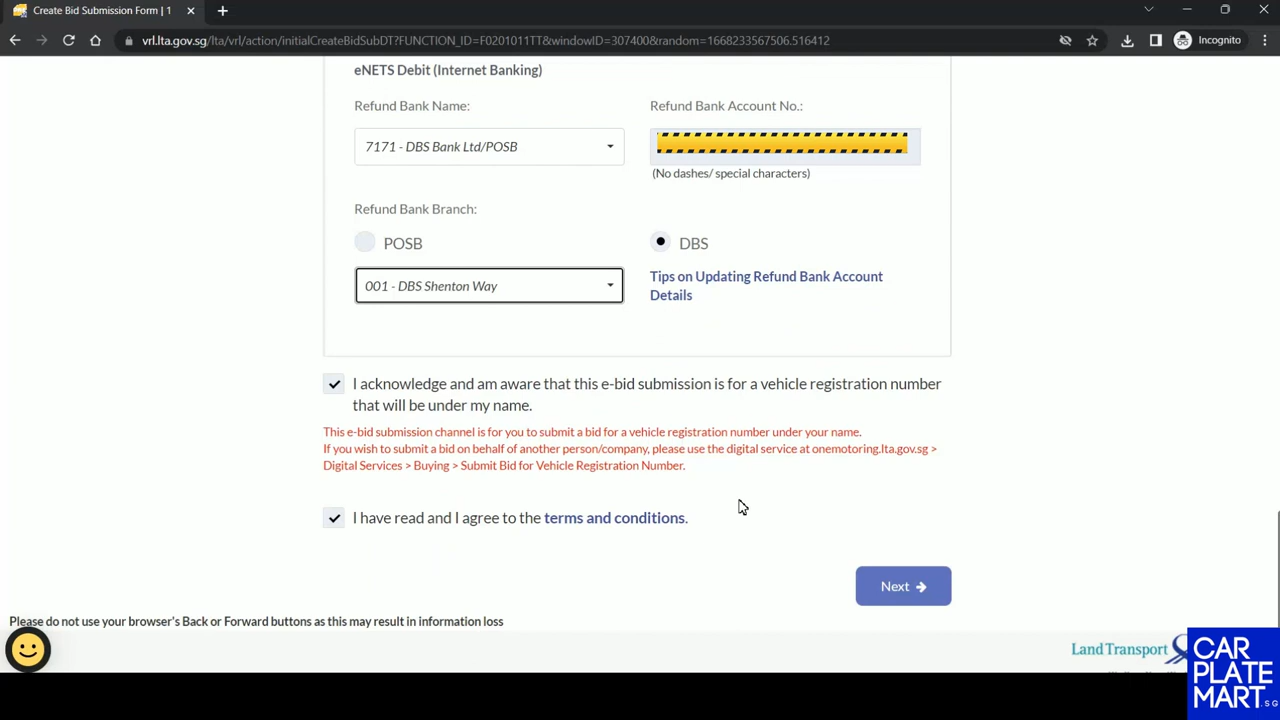 Create Bid Submission Form | 1
vrl.lta.gov.sg/lta/vrl/action/initialCreateBidSubDT?FUNCTION_ID=F0201011TT&windowID=307400&random=1668233567506.516412
Incognito
eNETS Debit (Internet Banking)
Refund Bank Name:
Refund Bank Account No.:
7171 - DBS Bank Ltd/POSB
(No dashes/ special characters)
Refund Bank Branch:
POSB
DBS
001 - DBS Shenton Way
Tips on Updating Refund Bank Account
Details
I acknowledge and am aware that this e-bid submission is for a vehicle registration number
that will be under my name.
This e-bid submission channel is for you to submit a bid for a vehicle registration number under your name.
If you wish to submit a bid on behalf of another person/company, please use the digital service at onemotoring.lta.gov.sg >
Digital Services > Buying > Submit Bid for Vehicle Registration Number.
I have read and I agree to the terms and conditions.
Next
Please do not use your browser's Back or Forward buttons as this may result in information loss
Land Transport
CAR
PLATE
MART.SG